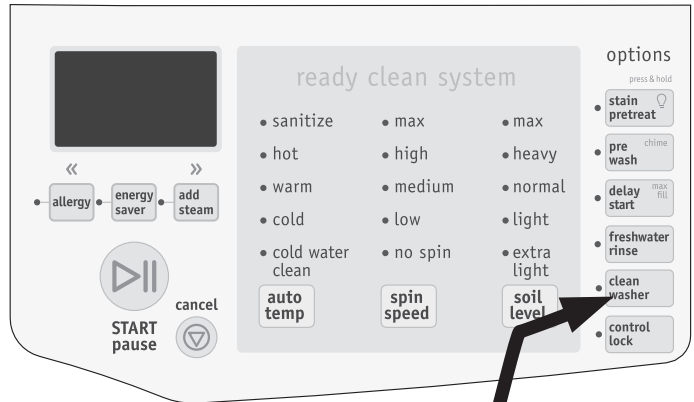 options
press & hold
ready clean system
sanitize
hot
warm
cold
cold water
clean
auto
temp
max
high
medium
low
no spin
spin
speed
max
heavy
normal
light
extra
light
soil
level
stain
pretreat
pre
wash
chime
delay
start
max
fill
freshwater
rinse
clean
washer
control
lock
«
»
allergy
energy
saver
add
steam
START
pause
cancel